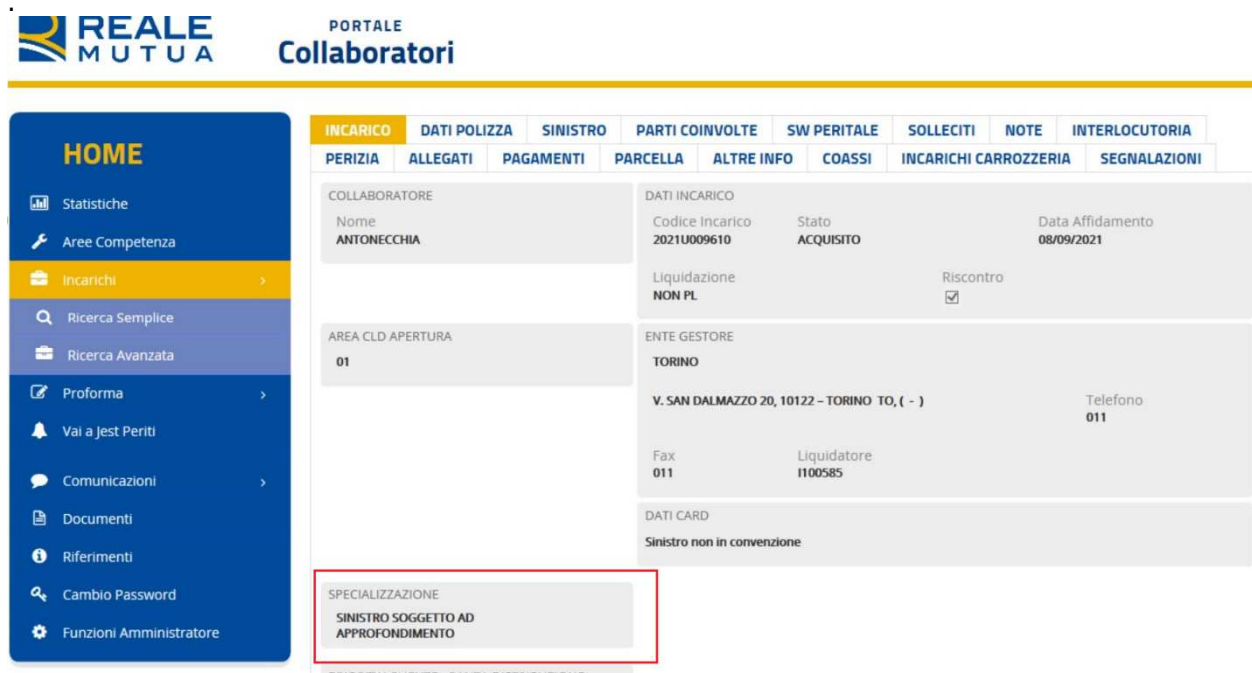 .
REALE
MUTUA
PORTALE
Collaboratori
HOME
Statistiche
Aree Competenza
Incarichi >
Ricerca Semplice
Ricerca Avanzata
Proforma >
Vai a Jest Periti
Comunicazioni >
Documenti
Riferimenti
Cambio Password
Funzioni Amministratore
INCARICO DATI POLIZZA SINISTRO PARTI COINVOLTE SW PERITALE SOLLECITI NOTE INTERLOCUTORIA
PERIZIA ALLEGATI PAGAMENTI PARCELLA ALTRE INFO COASSI INCARICHI CARROZZERIA SEGNALAZIONI
COLLABORATORE
Nome
ANTONECCHIA
DATI INCARICO
Codice Incarico Stato Data Affidamento
2021U009610 ACQUISITO 08/09/2021
Liquidazione Riscontro
NON PL
AREA CLD APERTURA
01
ENTE GESTORE
TORINO
V. SAN DALMAZZO 20, 10122 – TORINO TO, ( - )
Telefono
011
Fax Liquidatore
011 I100585
DATI CARD
Sinistro non in convenzione
SPECIALIZZAZIONE
SINISTRO SOGGETTO AD
APPROFONDIMENTO